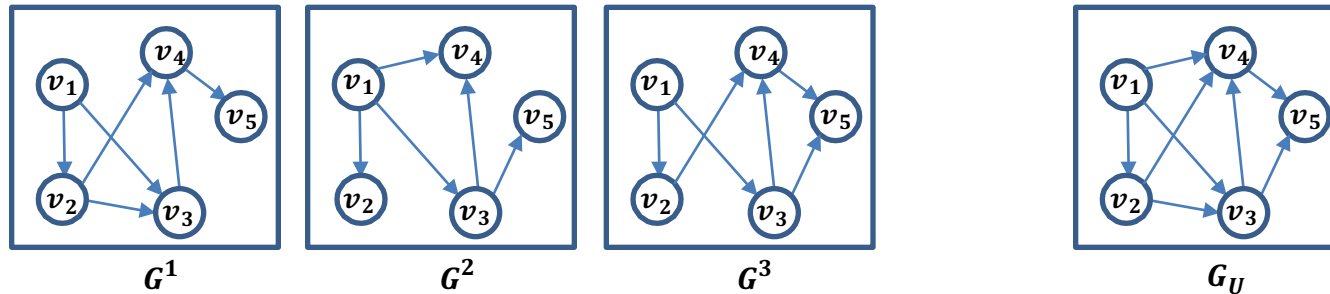 v₄ v₄ v₄ v₄
v₁ v₁ v₁ v₁
v₅ v₅ v₅ v₅
v₂ v₃ v₂ v₃ v₂ v₃ v₂ v₃
G¹ G² G³ G_U